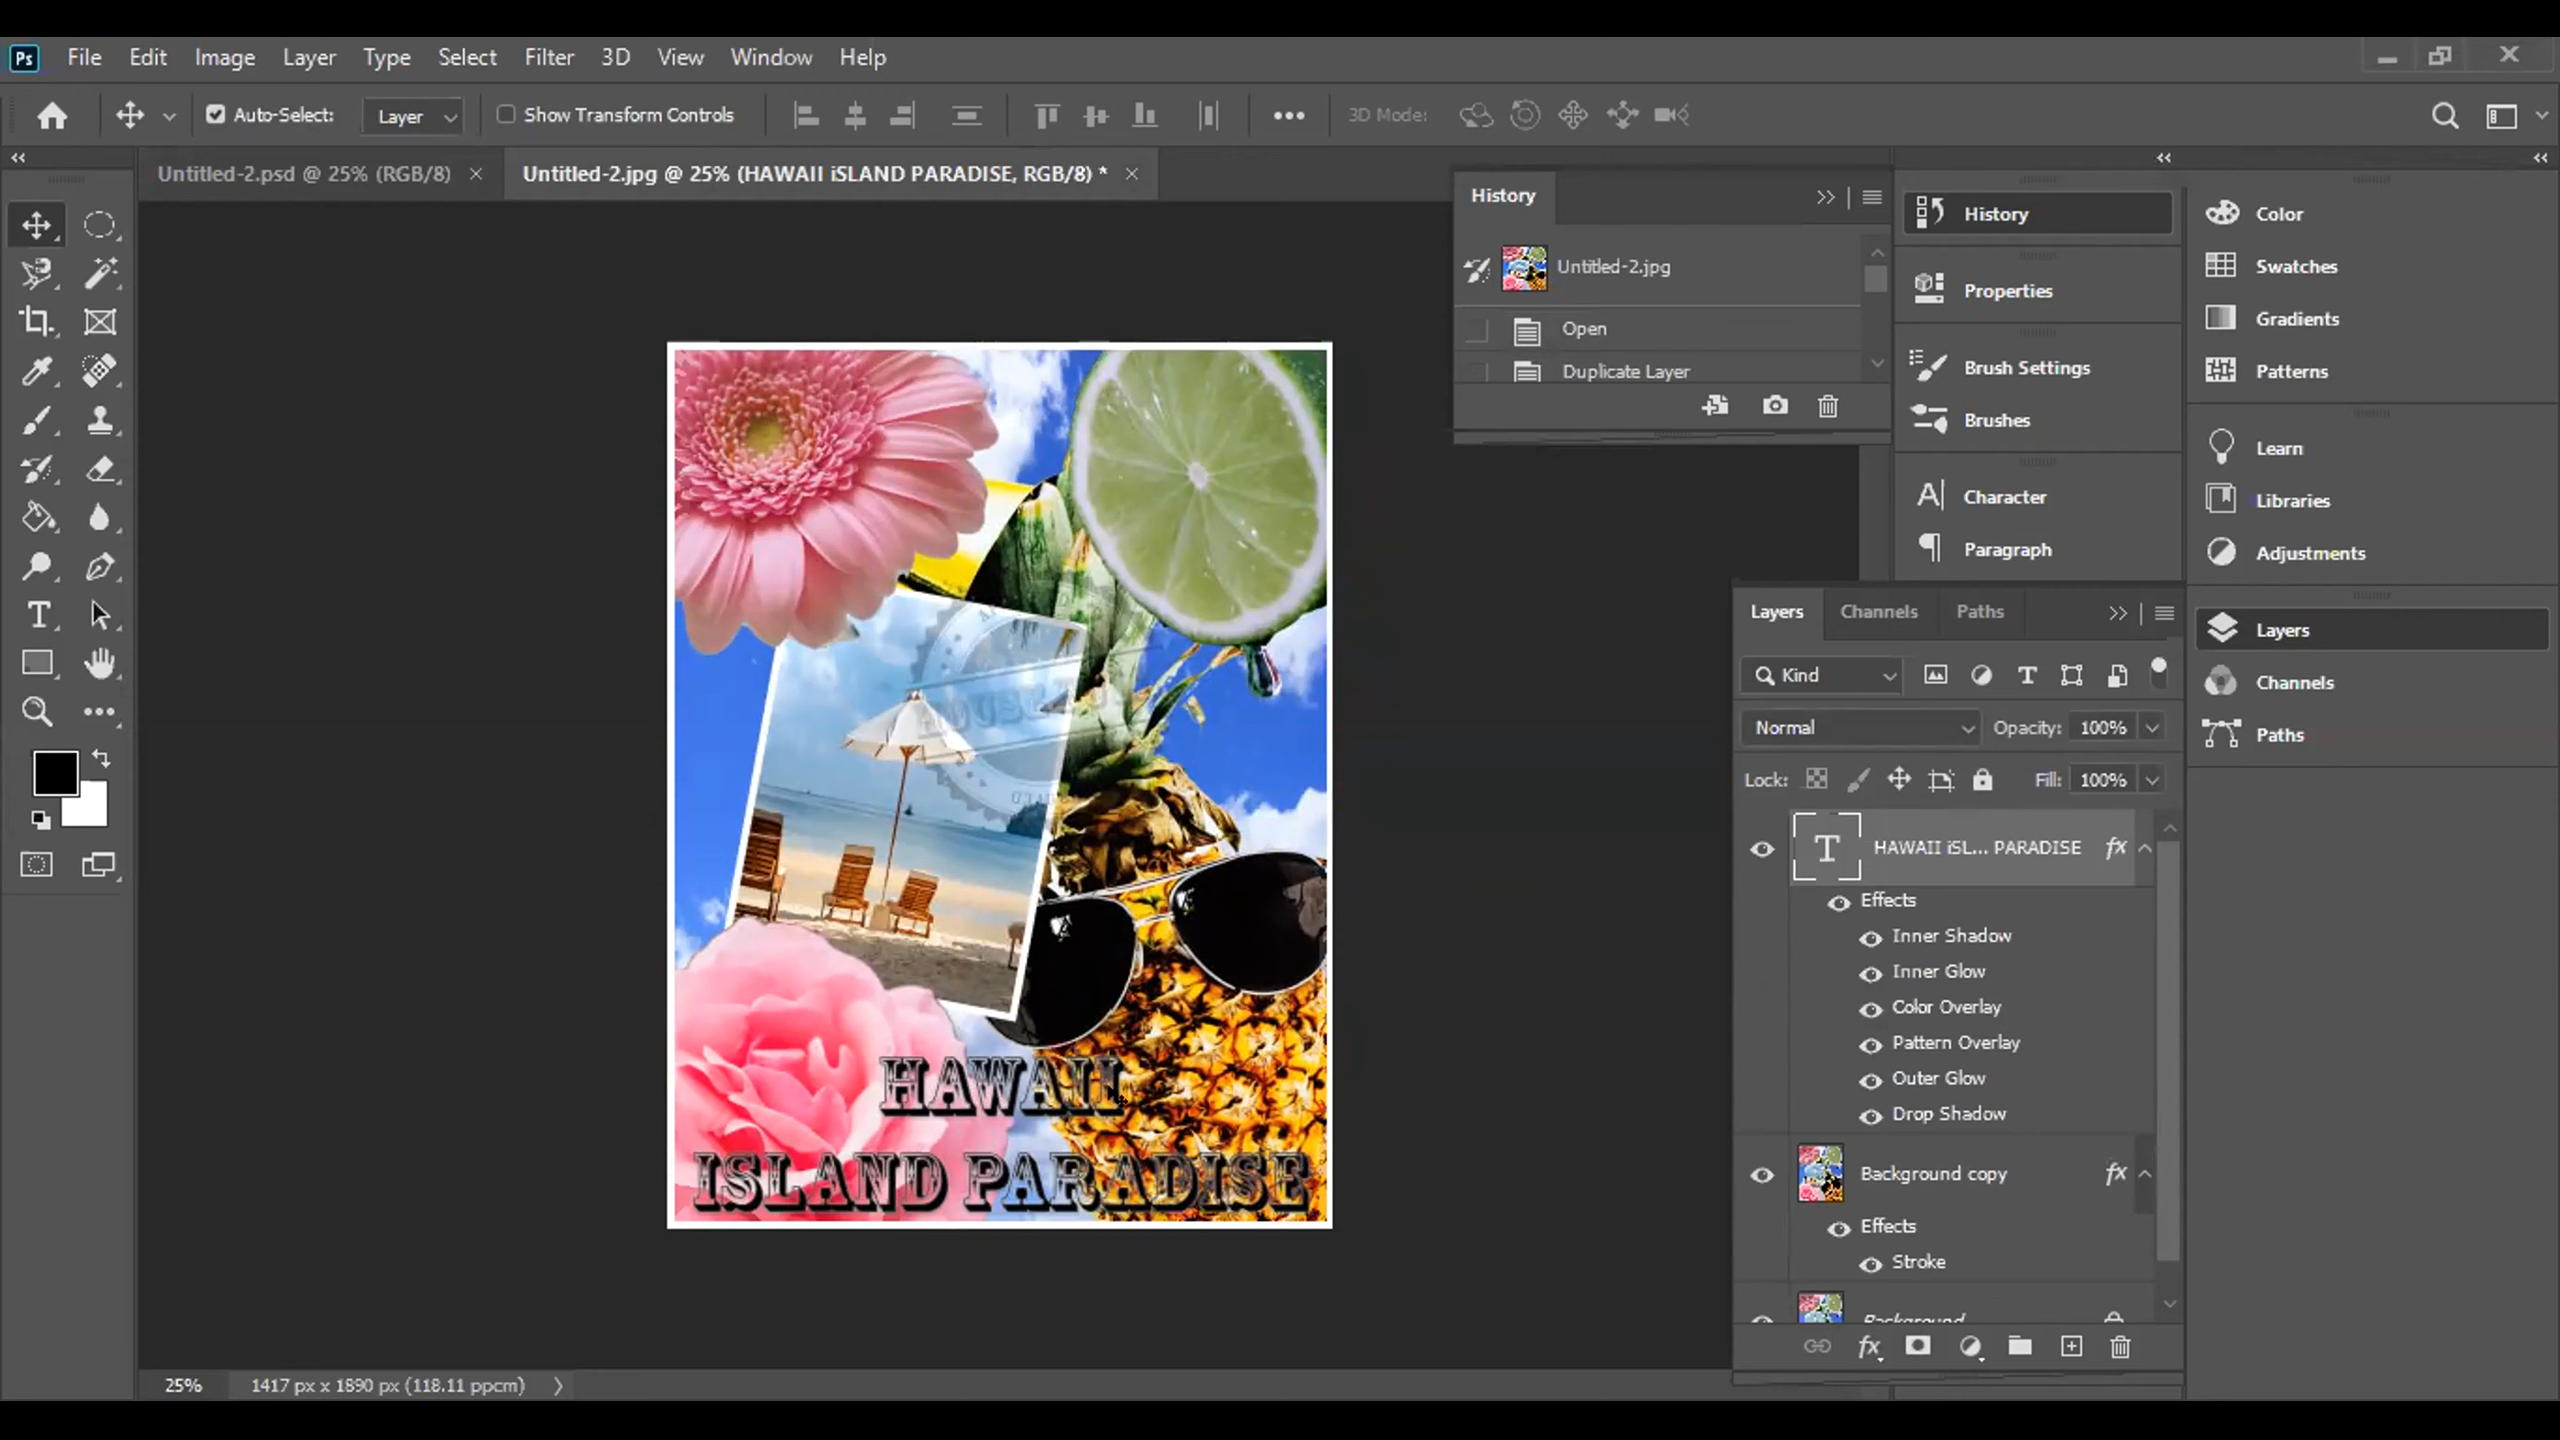 Ps File Edit Image Layer Type Select Filter 3D View Window Help
Auto-Select: Layer Show Transform Controls 3D Mode:
Untitled-2.psd @ 25% (RGB/8)
Untitled-2.jpg @ 25% (HAWAII iSLAND PARADISE, RGB/8) *
History
Untitled-2.jpg
Open
Duplicate Layer
History
Properties
Brush Settings
Brushes
Character
Paragraph
Color
Swatches
Gradients
Patterns
Learn
Libraries
Adjustments
Layers
Channels
Paths
Layers Channels Paths
Kind
Normal Opacity: 100%
Lock: Fill: 100%
HAWAII iSL... PARADISE fx
Effects
Inner Shadow
Inner Glow
Color Overlay
Pattern Overlay
Outer Glow
Drop Shadow
Background copy fx
Effects
Stroke
Background
fx
HAWAII
ISLAND PARADISE
25% 1417 px x 1890 px (118.11 ppcm)